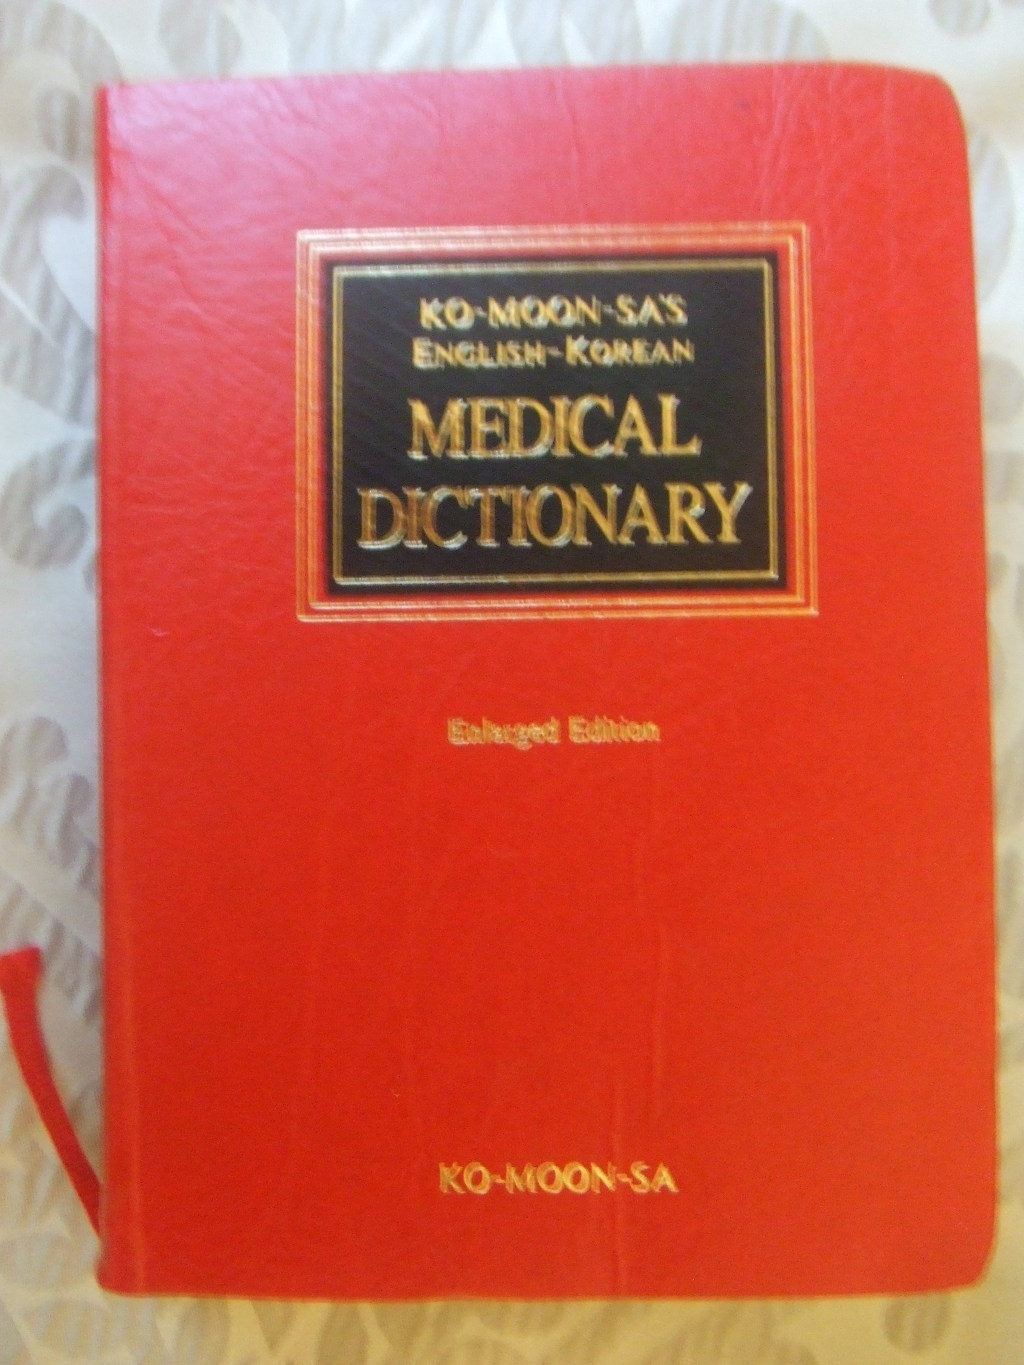 KO-MOON-SA'S
ENGLISH-KOREAN
MEDICAL
DICTIONARY
Enlarged Edition
KO-MOON-SA